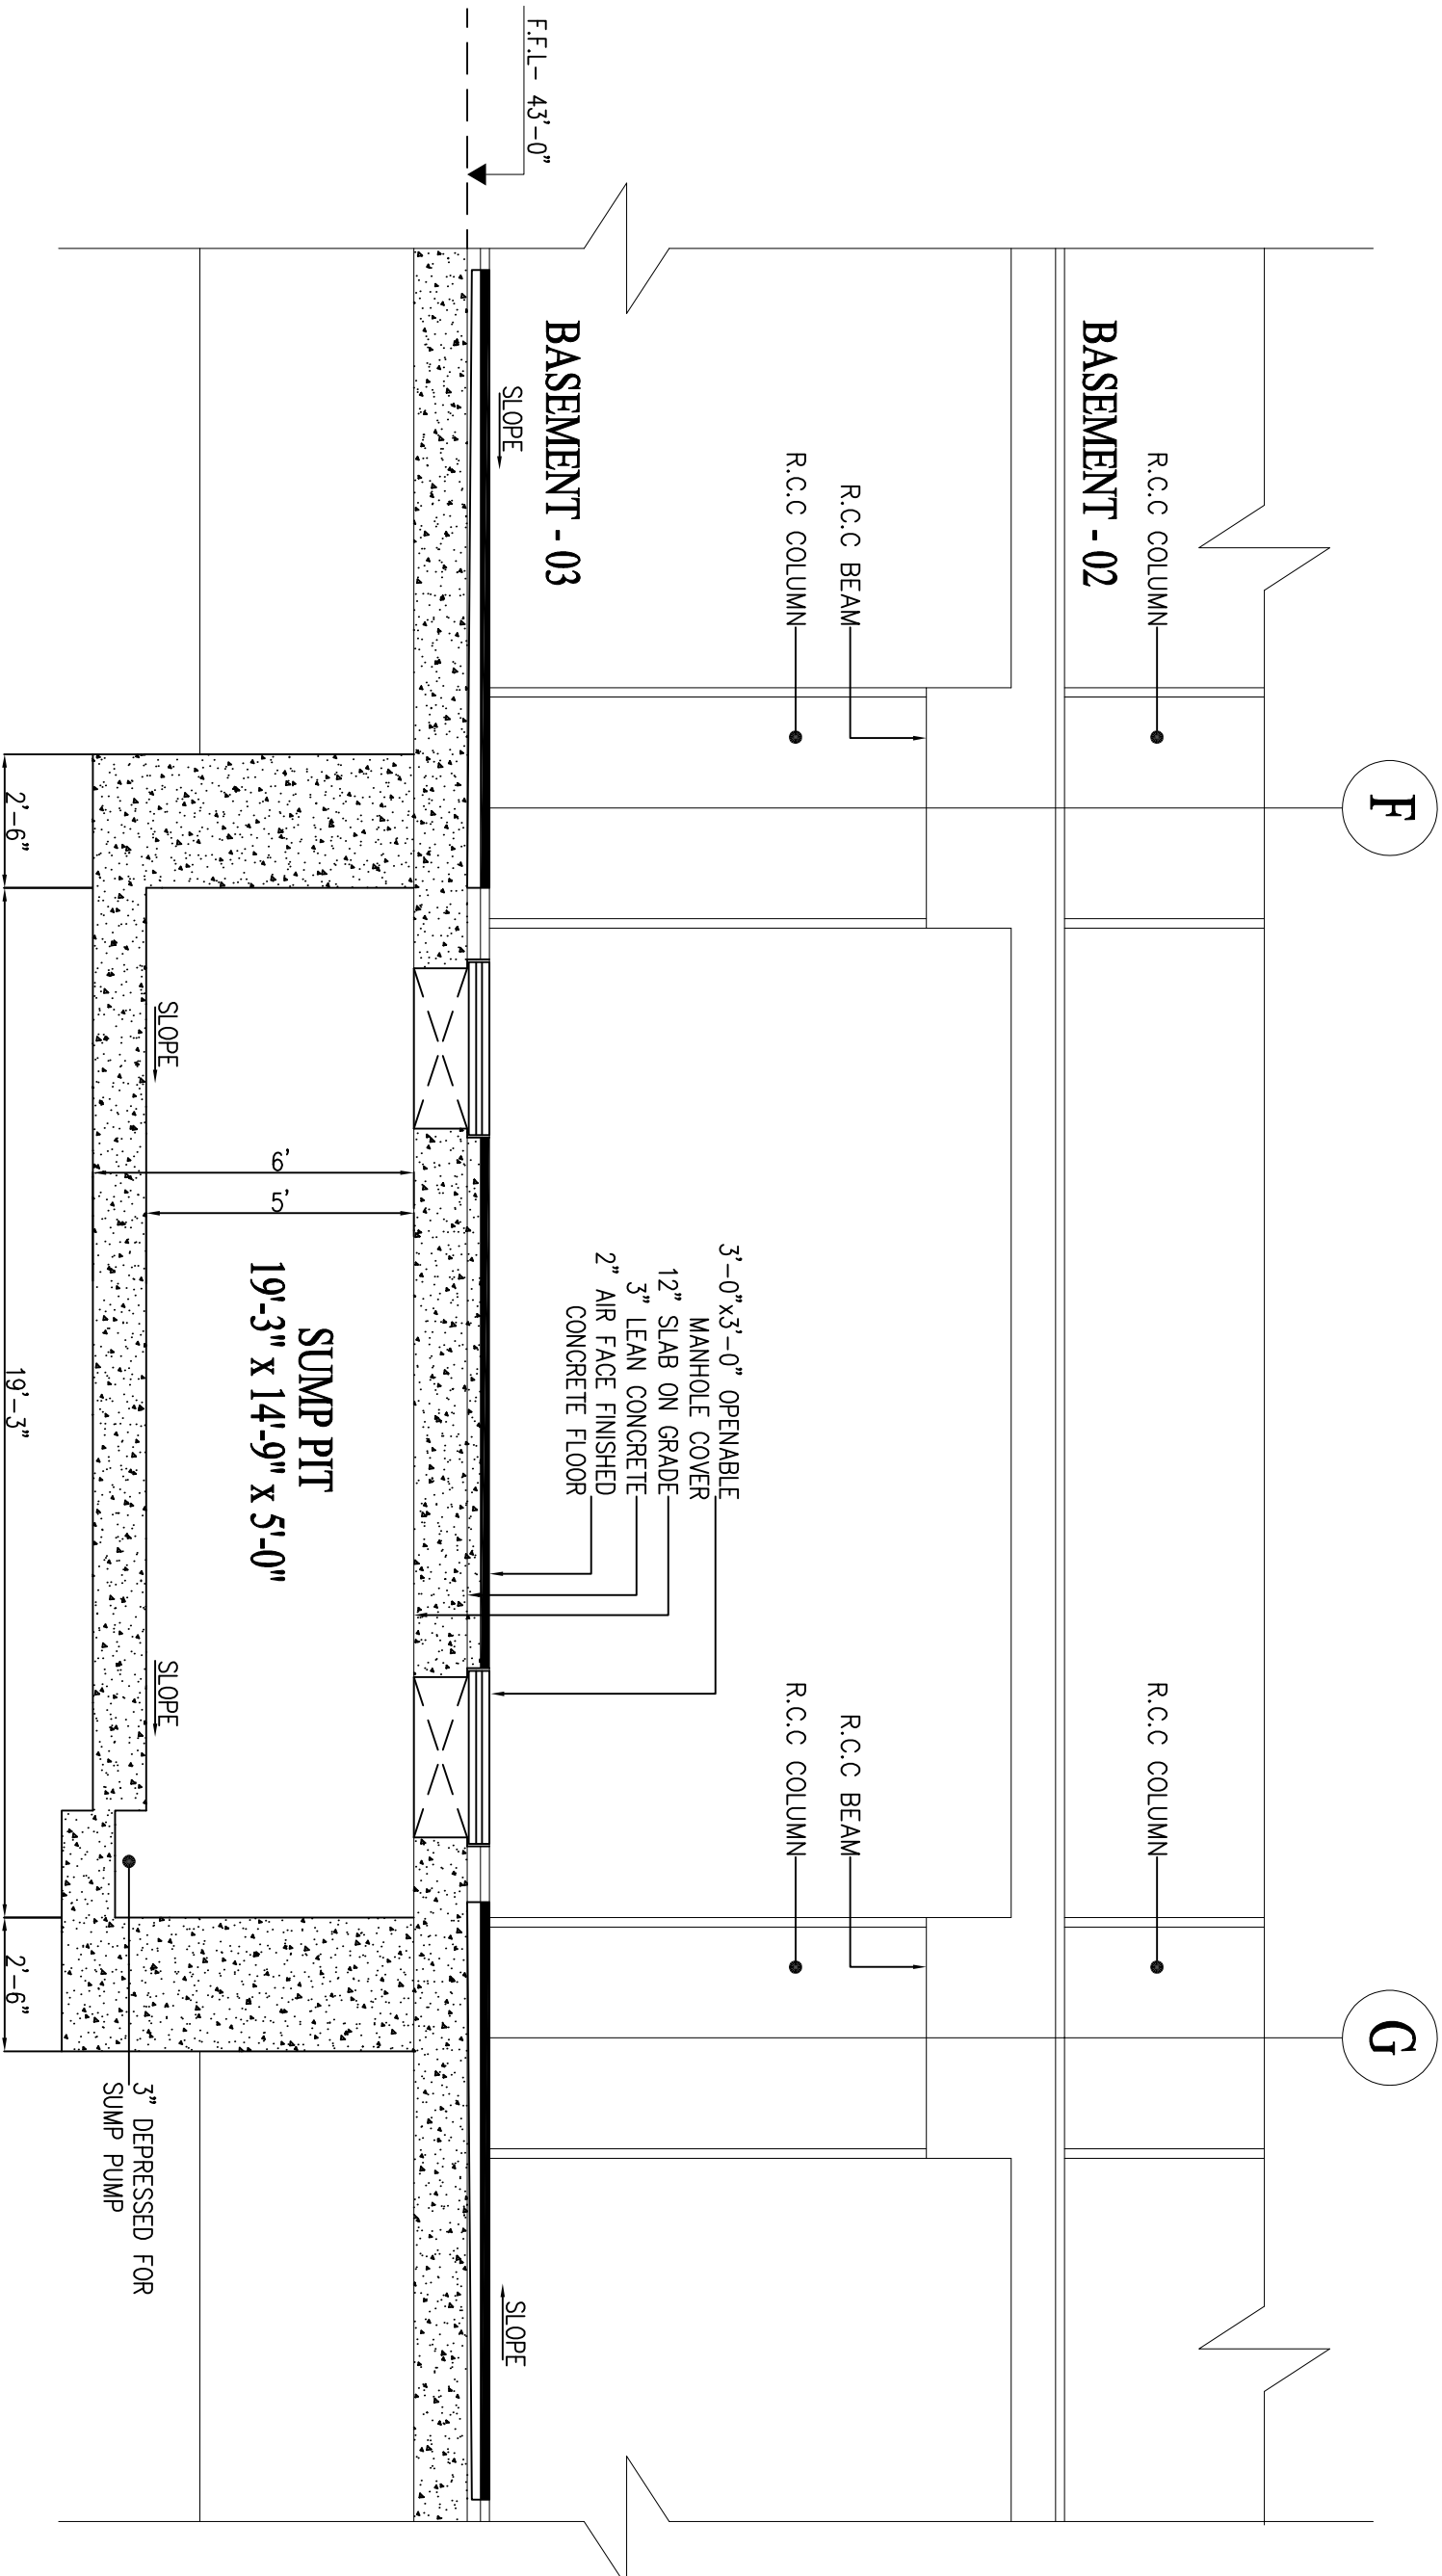 F
G
R.C.C COLUMN
R.C.C COLUMN
BASEMENT - 02
R.C.C BEAM
R.C.C BEAM
R.C.C COLUMN
R.C.C COLUMN
3'-0"x3'-0" OPENABLE
MANHOLE COVER
12" SLAB ON GRADE
3" LEAN CONCRETE
2" AIR FACE FINISHED
CONCRETE FLOOR
BASEMENT - 03
F.F.L- 43'-0"
SLOPE
SLOPE
SUMP PIT
19'-3" x 14'-9" x 5'-0"
6'
5'
SLOPE
SLOPE
3" DEPRESSED FOR
SUMP PUMP
2'-6"
19'-3"
2'-6"